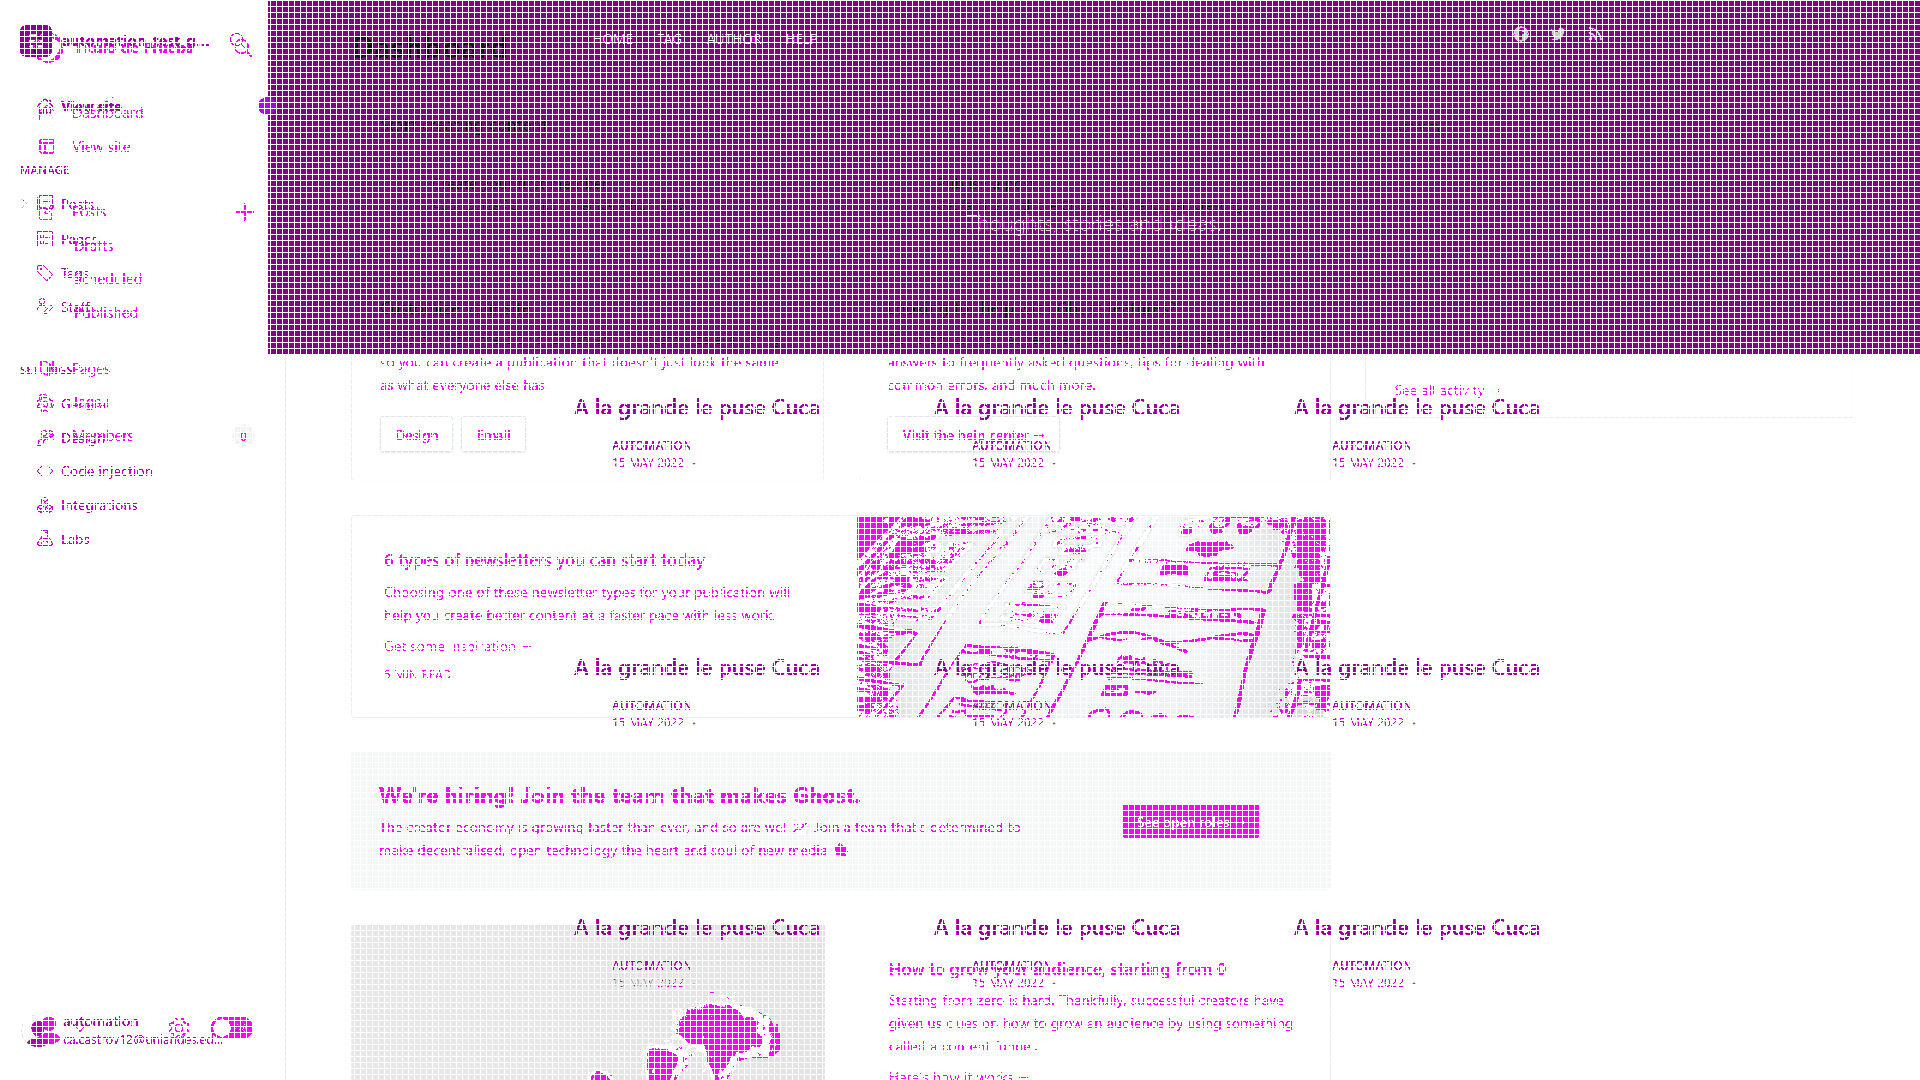 automation-test-g...
Dashboard
HOME TAG AUTHOR HELP
View site
Dashboard
View site
MANAGE
Posts
Posts
Pages
Drafts
Tags
Scheduled
Staff
Published
Thoughts, stories and ideas.
Pages
Members
0
Code injection
Integrations
Labs
so you can create a publication that doesn't just look the same
as what everyone else has
Design Email
answers to frequently asked questions, tips for dealing with
common errors, and much more.
Visit the help center →
See all activity →
A la grande le puse Cuca
AUTOMATION
15 MAY 2022 •
A la grande le puse Cuca
AUTOMATION
15 MAY 2022 •
A la grande le puse Cuca
AUTOMATION
15 MAY 2022 •
6 types of newsletters you can start today
Choosing one of these newsletter types for your publication will
help you create better content at a faster pace with less work.
Get some inspiration →
5 MIN READ
A la grande le puse Cuca
AUTOMATION
15 MAY 2022 •
A la grande le puse Cuca
AUTOMATION
15 MAY 2022 •
A la grande le puse Cuca
AUTOMATION
15 MAY 2022 •
We're hiring! Join the team that makes Ghost.
The creator economy is growing faster than ever, and so are we! Join a team that's determined to
make decentralised, open technology the heart and soul of new media.
See open roles
A la grande le puse Cuca
AUTOMATION
15 MAY 2022 •
A la grande le puse Cuca
AUTOMATION
15 MAY 2022 •
A la grande le puse Cuca
AUTOMATION
15 MAY 2022 •
How to grow your audience, starting from 0
Starting from zero is hard. Thankfully, successful creators have
given us clues on how to grow an audience by using something
called a content funnel.
Here's how it works →
automation
ca.castrov12@uniandes.ed...